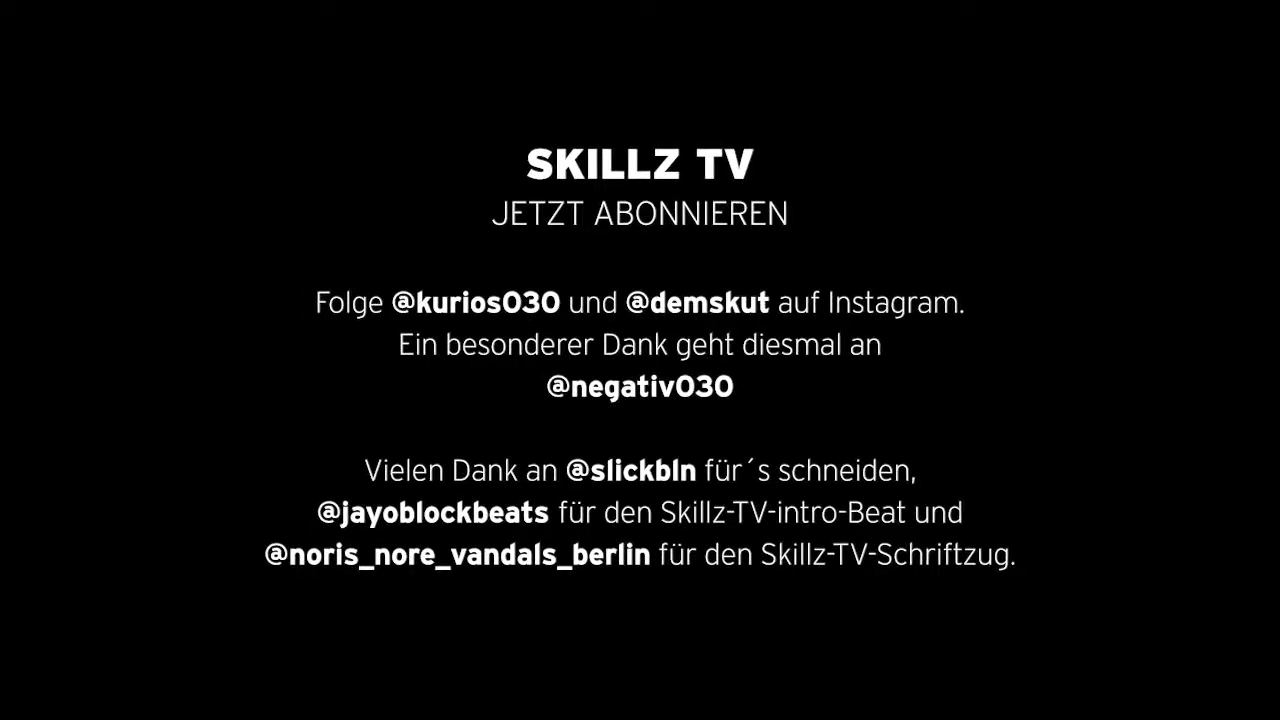 SKILLZ TV
JETZT ABONNIEREN
Folge @kurios030 und @demskut auf Instagram.
Ein besonderer Dank geht diesmal an
@negativ030
Vielen Dank an @slickbln für´s schneiden,
@jayoblockbeats für den Skillz-TV-intro-Beat und
@noris_nore_vandals_berlin für den Skillz-TV-Schriftzug.